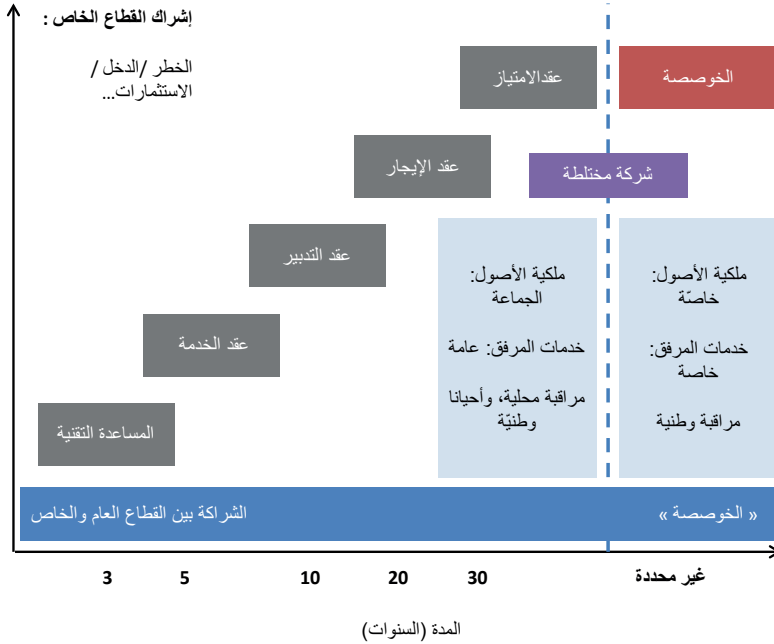 إشراك القطاع الخاص :
الخطر /الدخل /
الاستثمارات...
الخوصصة
عقدالامتياز
شركة مختلطة
عقد الإيجار
عقد التدبير
عقد الخدمة
المساعدة التقنية
ملكية الأصول:
خاصّة
خدمات المرفق:
خاصة
مراقبة وطنية
ملكية الأصول:
الجماعة
خدمات المرفق: عامة
مراقبة محلية، وأحيانا
وطنيّة
« الخوصصة »
الشراكة بين القطاع العام والخاص
3 5 10 20 30 غير محددة
المدة (السنوات)